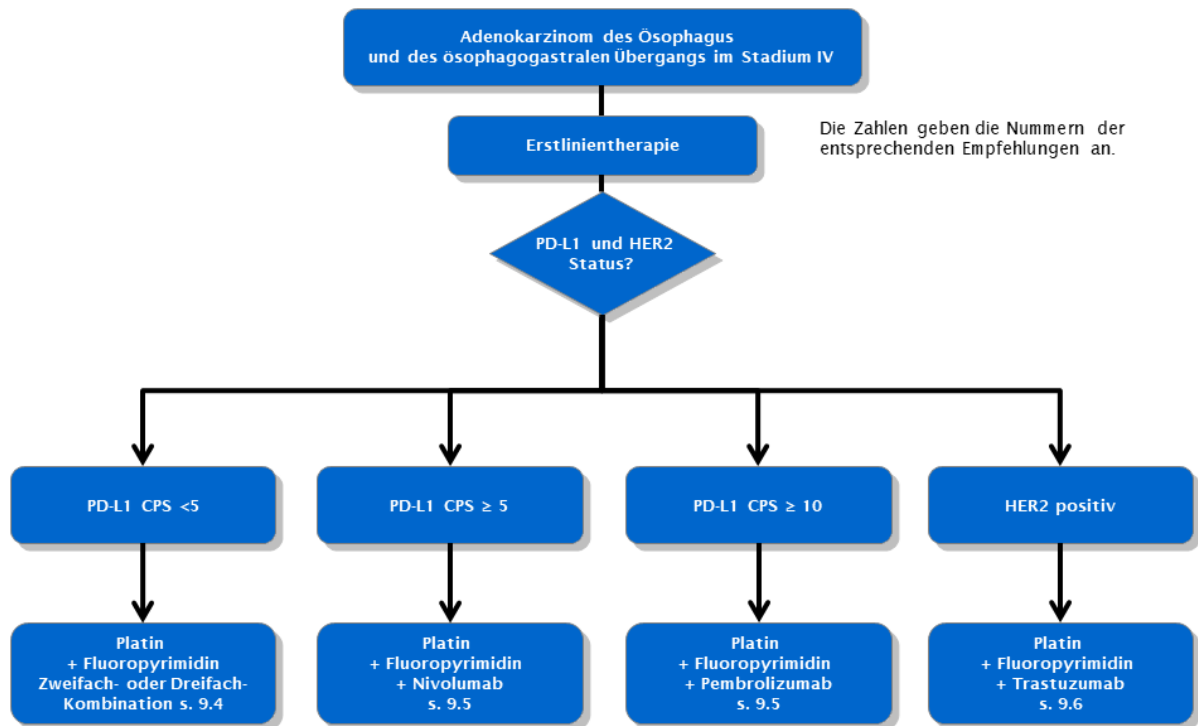 Adenokarzinom des Ösophagus
und des ösophagogastralen Übergangs im Stadium IV
Erstlinientherapie
Die Zahlen geben die Nummern der
entsprechenden Empfehlungen an.
PD-L1 und HER2
Status?
PD-L1 CPS <5
PD-L1 CPS ≥ 5
PD-L1 CPS ≥ 10
HER2 positiv
Platin
+ Fluoropyrimidin
Zweifach- oder Dreifach-
Kombination s. 9.4
Platin
+ Fluoropyrimidin
+ Nivolumab
s. 9.5
Platin
+ Fluoropyrimidin
+ Pembrolizumab
s. 9.5
Platin
+ Fluoropyrimidin
+ Trastuzumab
s. 9.6